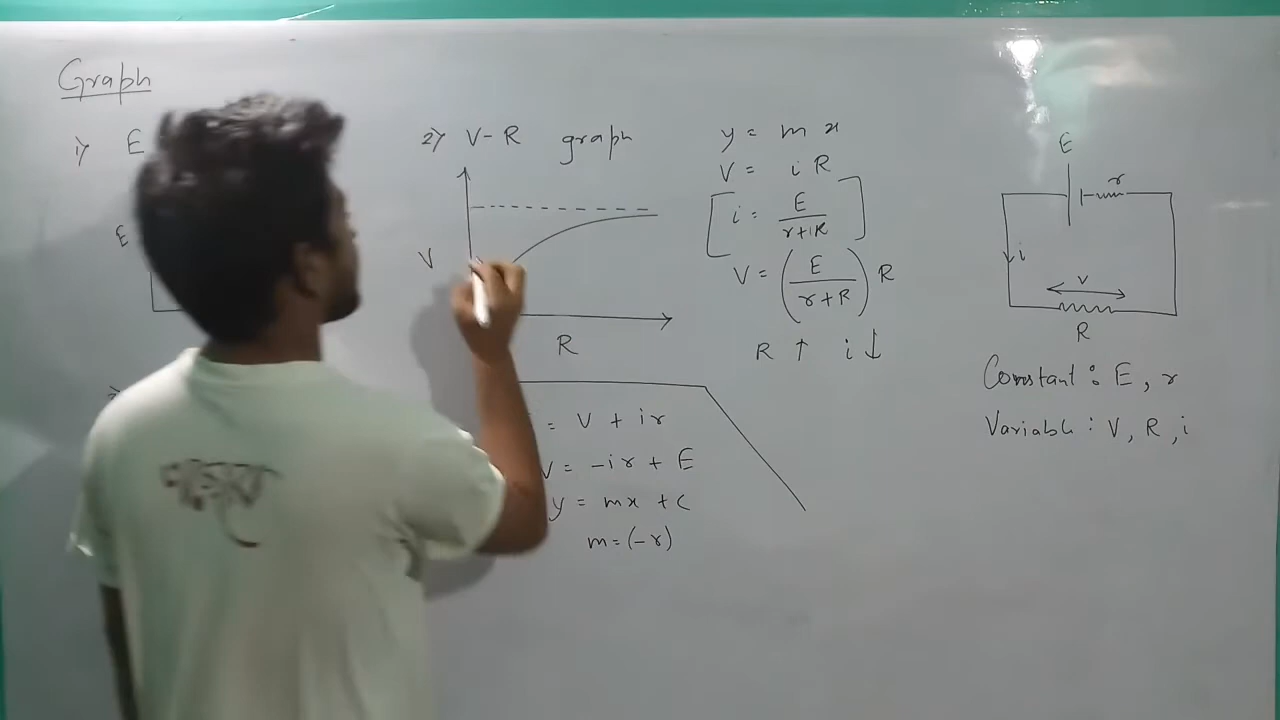 Graph
1) E
E
2) V-R graph
V
R
y = m x
V = i R
[ i = E/(r+R) ]
V = (E/(r+R)) R
R ↑ i ↓
= V + ir
V = -ir + E
y = mx + c
m = (-r)
E
r
i
v
R
Constant : E, r
Variable : V, R, i